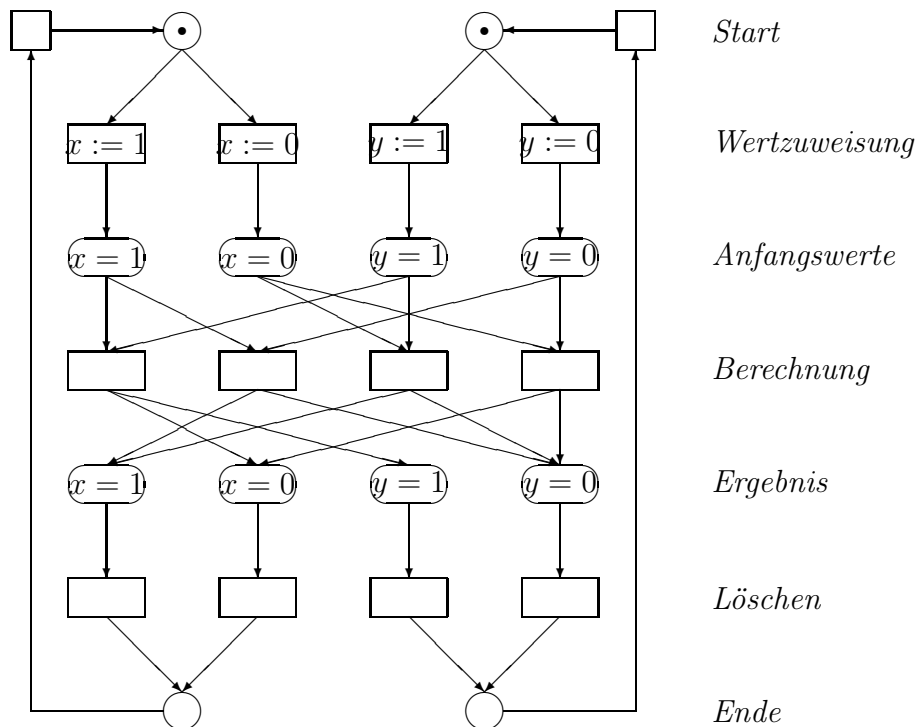 Start
x := 1 x := 0 y := 1 y := 0 Wertzuweisung
x = 1 x = 0 y = 1 y = 0 Anfangswerte
Berechnung
x = 1 x = 0 y = 1 y = 0 Ergebnis
Löschen
Ende